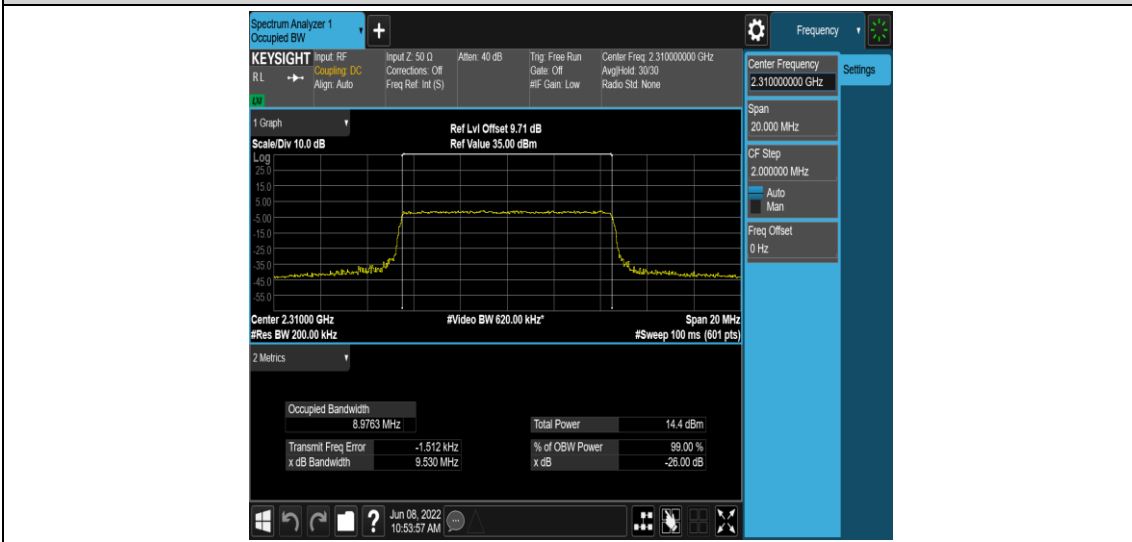 Spectrum Analyzer 1
Occupied BW
+
Frequency
KEYSIGHT
RL
LXI
Input: RF
Coupling: DC
Align: Auto
Input Z: 50 Ω
Corrections: Off
Freq Ref: Int (S)
Atten: 40 dB
Trig: Free Run
Gate: Off
#IF Gain: Low
Center Freq: 2.310000000 GHz
Avg|Hold: 30/30
Radio Std: None
Center Frequency
2.310000000 GHz
Settings
Span
20.000 MHz
CF Step
2.000000 MHz
Auto
Man
Freq Offset
0 Hz
1 Graph
Scale/Div 10.0 dB
Ref Lvl Offset 9.71 dB
Ref Value 35.00 dBm
Log
25.0
15.0
5.00
-5.00
-15.0
-25.0
-35.0
-45.0
-55.0
Center 2.31000 GHz
#Video BW 620.00 kHz*
Span 20 MHz
#Res BW 200.00 kHz
#Sweep 100 ms (601 pts)
2 Metrics
Occupied Bandwidth
8.9763 MHz
Total Power 14.4 dBm
Transmit Freq Error -1.512 kHz
% of OBW Power 99.00 %
x dB Bandwidth 9.530 MHz
x dB -26.00 dB
?
Jun 08, 2022
10:53:57 AM